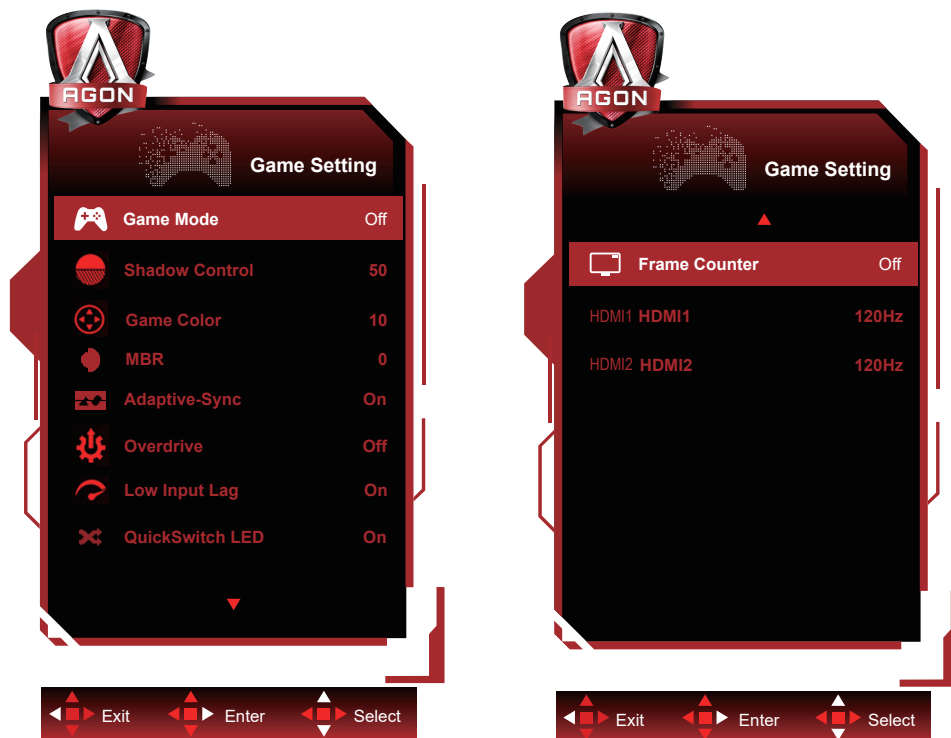 AGON
Game Setting
Game Mode Off
Shadow Control 50
Game Color 10
MBR 0
Adaptive-Sync On
Overdrive Off
Low Input Lag On
QuickSwitch LED On
Exit Enter Select
AGON
Game Setting
Frame Counter Off
HDMI1 HDMI1 120Hz
HDMI2 HDMI2 120Hz
Exit Enter Select